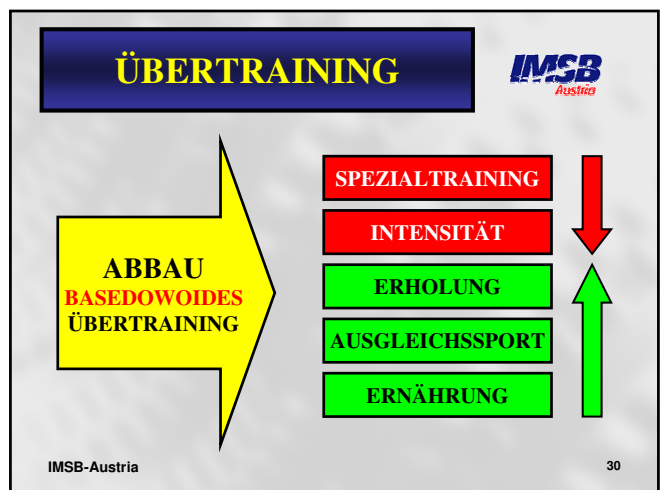 ÜBERTRAINING
IMSB
Austria
ABBAU
BASEDOWOIDES
ÜBERTRAINING
SPEZIALTRAINING
INTENSITÄT
ERHOLUNG
AUSGLEICHSSPORT
ERNÄHRUNG
IMSB-Austria
30